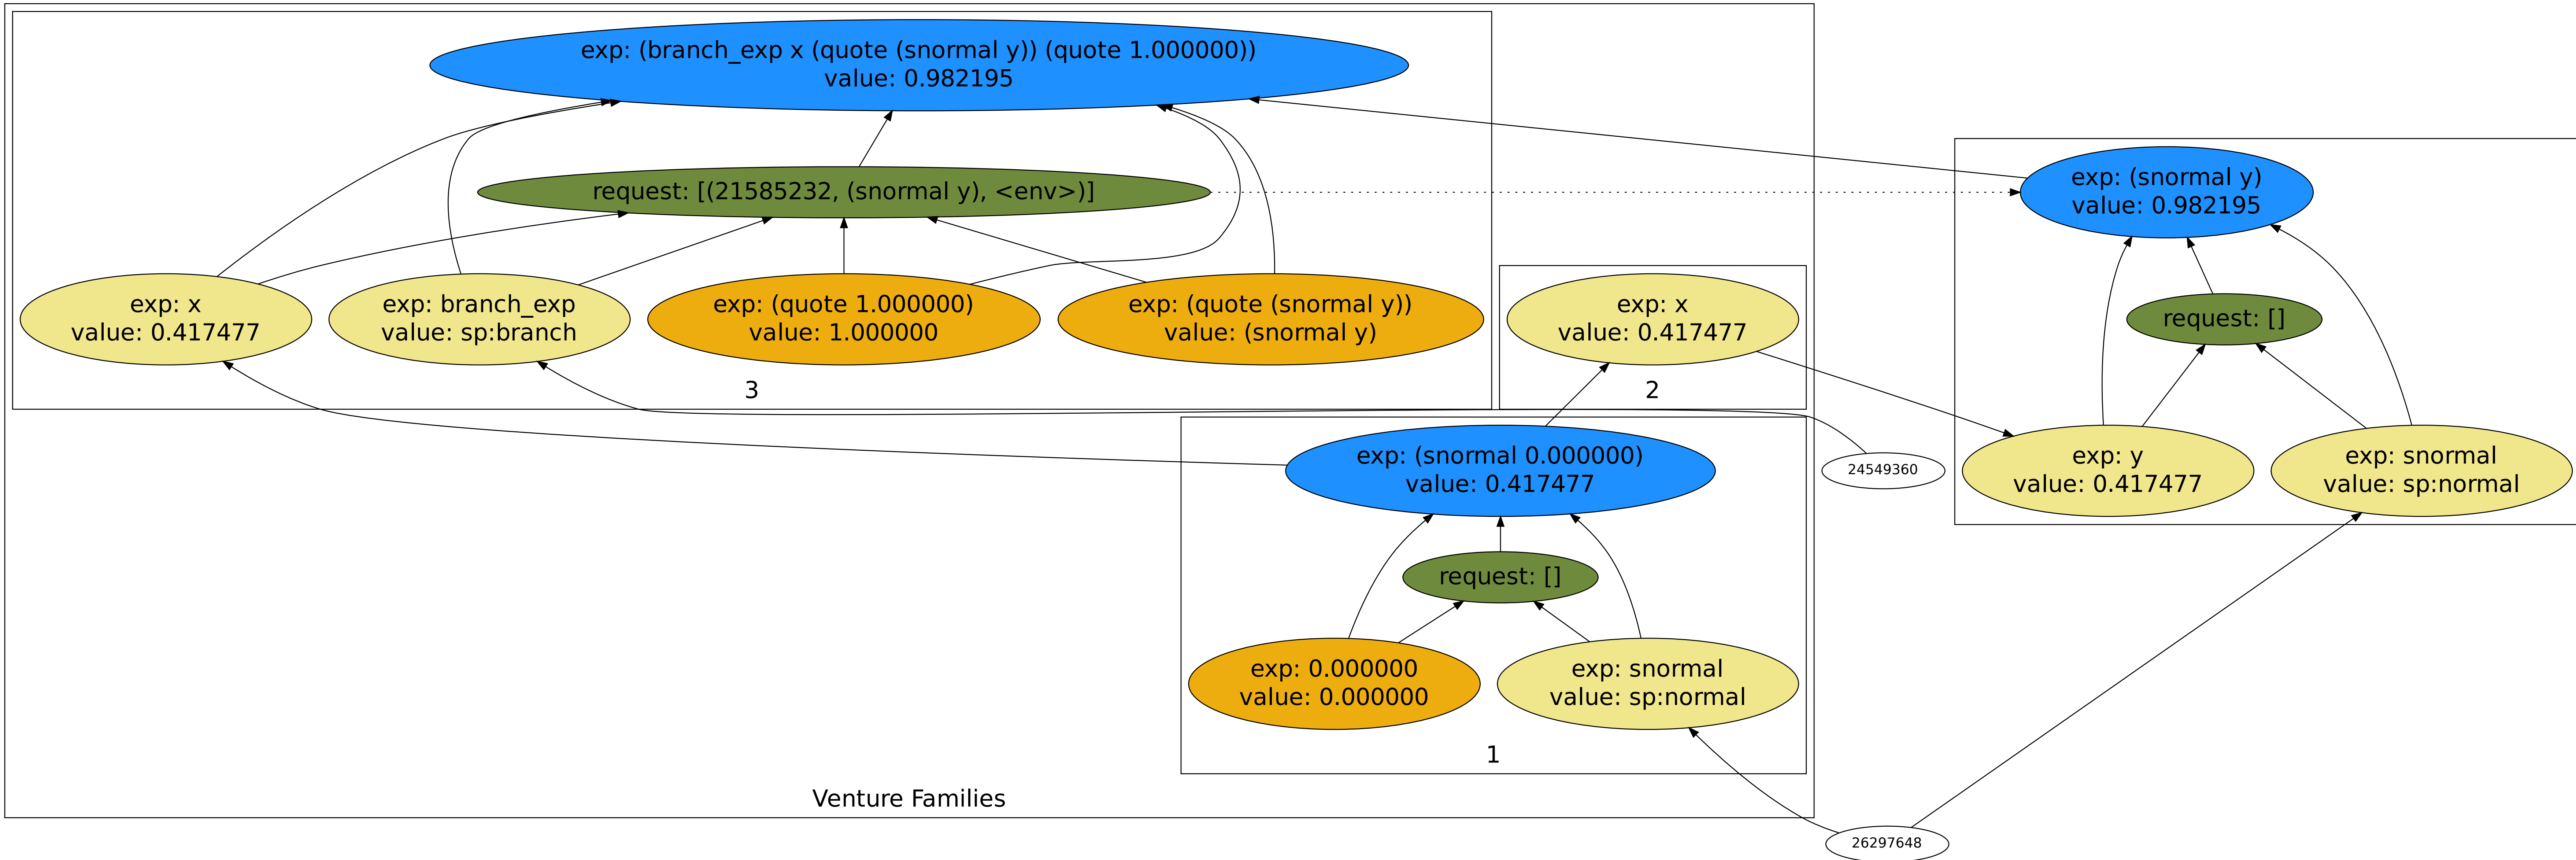 exp: (branch_exp x (quote (snormal y)) (quote 1.000000))
value: 0.982195
request: [(21585232, (snormal y), <env>)]
exp: x
value: 0.417477
exp: branch_exp
value: sp:branch
exp: (quote 1.000000)
value: 1.000000
exp: (quote (snormal y))
value: (snormal y)
3
exp: x
value: 0.417477
2
exp: (snormal y)
value: 0.982195
request: []
exp: y
value: 0.417477
exp: snormal
value: sp:normal
24549360
exp: (snormal 0.000000)
value: 0.417477
request: []
exp: 0.000000
value: 0.000000
exp: snormal
value: sp:normal
1
Venture Families
26297648